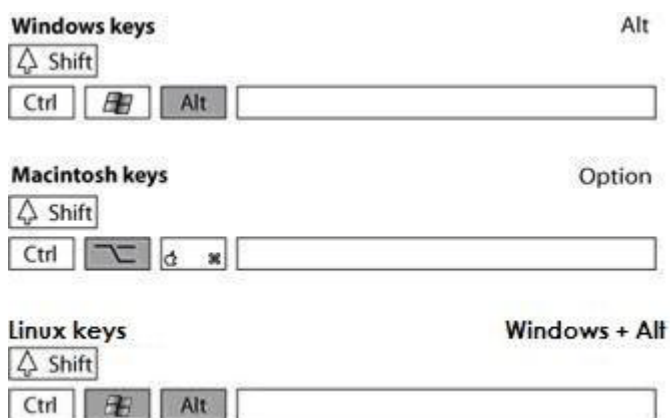 Windows keys Alt
Shift
Ctrl Alt
Macintosh keys Option
Shift
Ctrl ⌥ ⌘
Linux keys Windows + Alt
Shift
Ctrl Alt